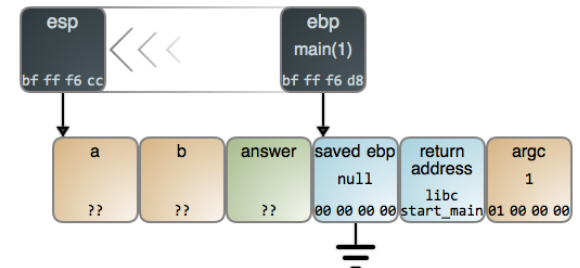 esp
bf ff f6 cc
ebp
main(1)
bf ff f6 d8
a
??
b
??
answer
??
saved ebp
null
00 00 00 00
return
address
libc
start_main
argc
1
01 00 00 00